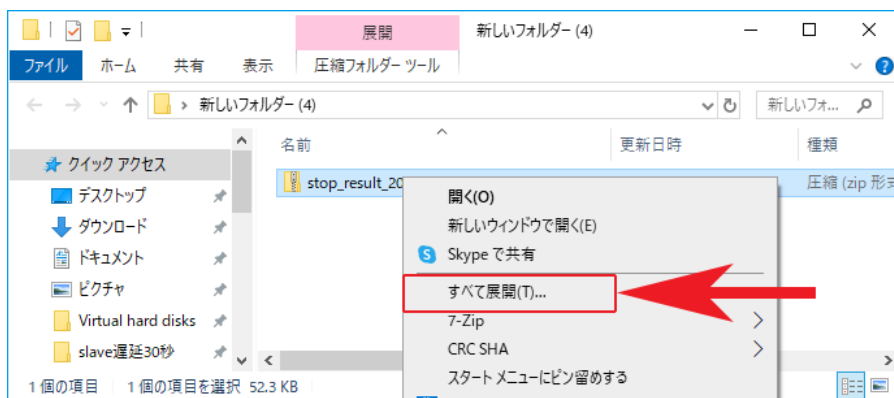 展開
新しいフォルダー (4)
ファイル ホーム 共有 表示 圧縮フォルダー ツール
新しいフォルダー (4)
新しいフォ...
名前 更新日時 種類
クイック アクセス
デスクトップ
ダウンロード
ドキュメント
ピクチャ
Virtual hard disks
slave遅延30秒
stop_result_20
圧縮 (zip 形式
開く(O)
新しいウィンドウで開く(E)
Skype で共有
すべて展開(T)...
7-Zip
CRC SHA
スタート メニューにピン留めする
1 個の項目 1 個の項目を選択 52.3 KB